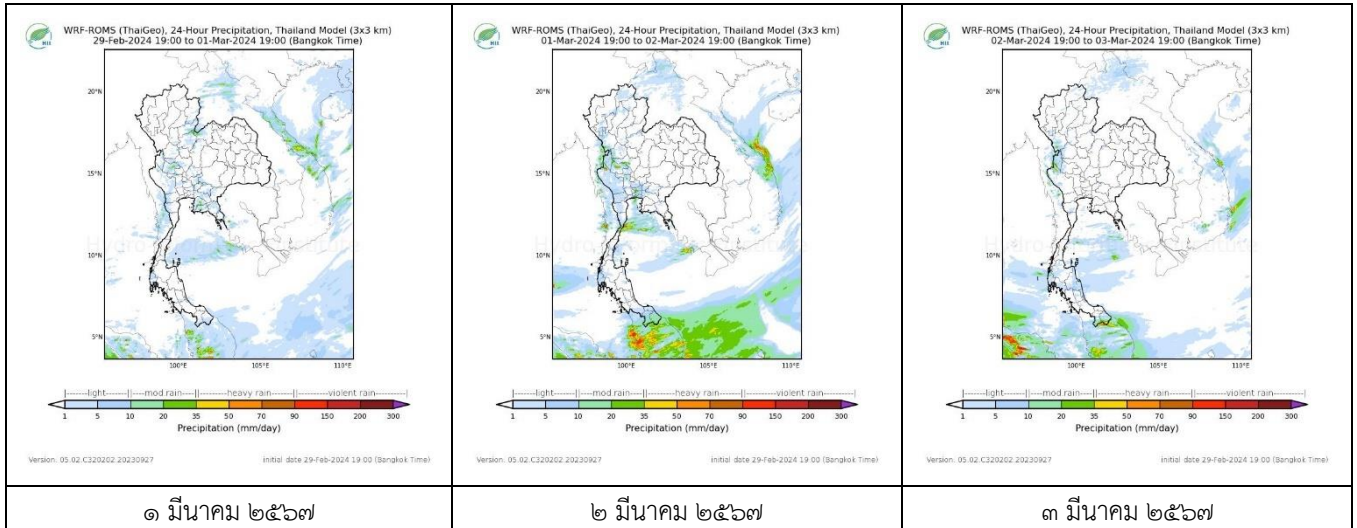 HII
WRF-ROMS (ThaiGeo), 24-Hour Precipitation, Thailand Model (3x3 km)
29-Feb-2024 19:00 to 01-Mar-2024 19:00 (Bangkok Time)
20°N
15°N
10°N
5°N
100°E 105°E 110°E
light mod rain heavy rain violent rain
1 5 10 20 35 50 70 90 150 200 300
Precipitation (mm/day)
Version: 05.02.C320202.20230927 initial date 29-Feb-2024 19:00 (Bangkok Time)
๑ มีนาคม ๒๕๖๗
HII
WRF-ROMS (ThaiGeo), 24-Hour Precipitation, Thailand Model (3x3 km)
01-Mar-2024 19:00 to 02-Mar-2024 19:00 (Bangkok Time)
20°N
15°N
10°N
5°N
100°E 105°E 110°E
light mod rain heavy rain violent rain
1 5 10 20 35 50 70 90 150 200 300
Precipitation (mm/day)
Version: 05.02.C320202.20230927 initial date 29-Feb-2024 19:00 (Bangkok Time)
๒ มีนาคม ๒๕๖๗
HII
WRF-ROMS (ThaiGeo), 24-Hour Precipitation, Thailand Model (3x3 km)
02-Mar-2024 19:00 to 03-Mar-2024 19:00 (Bangkok Time)
20°N
15°N
10°N
5°N
100°E 105°E 110°E
light mod rain heavy rain violent rain
1 5 10 20 35 50 70 90 150 200 300
Precipitation (mm/day)
Version: 05.02.C320202.20230927 initial date 29-Feb-2024 19:00 (Bangkok Time)
๓ มีนาคม ๒๕๖๗